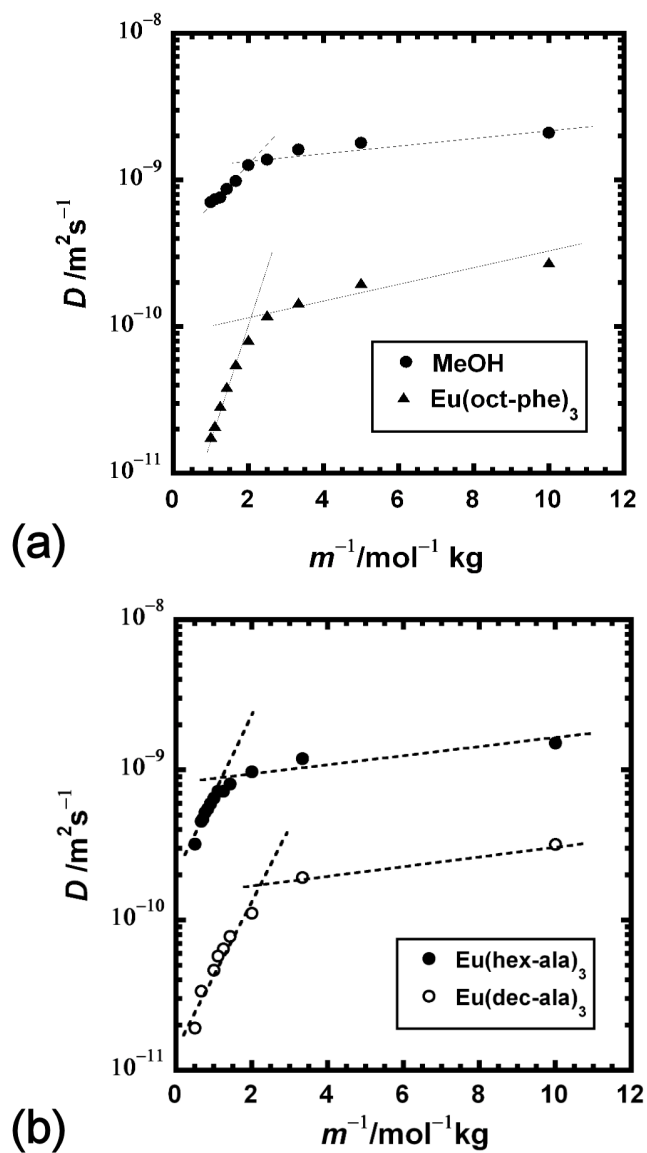 (a)
10⁻⁸
10⁻⁹
10⁻¹⁰
10⁻¹¹
D /m²s⁻¹
MeOH
Eu(oct-phe)₃
0 2 4 6 8 10 12
m⁻¹/mol⁻¹ kg
(b)
10⁻⁸
10⁻⁹
10⁻¹⁰
10⁻¹¹
D /m²s⁻¹
Eu(hex-ala)₃
Eu(dec-ala)₃
0 2 4 6 8 10 12
m⁻¹/mol⁻¹ kg